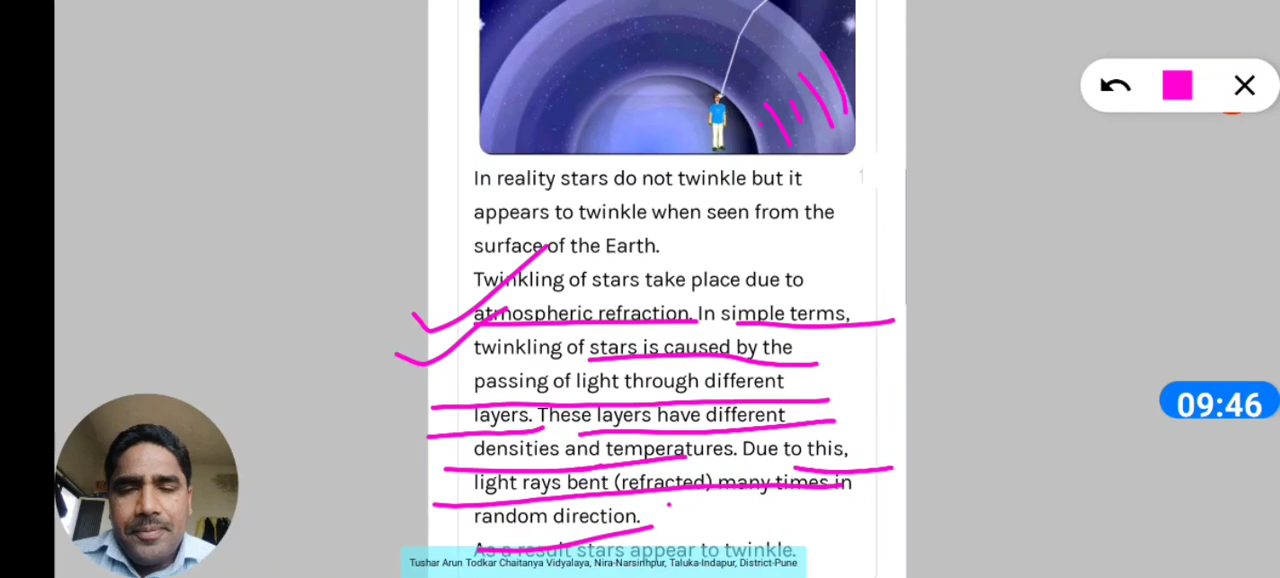 In reality stars do not twinkle but it
appears to twinkle when seen from the
surface of the Earth.
Twinkling of stars take place due to
atmospheric refraction. In simple terms,
twinkling of stars is caused by the
passing of light through different
layers. These layers have different
densities and temperatures. Due to this,
light rays bent (refracted) many times in
random direction.
As a result stars appear to twinkle.
Tushar Arun Todkar Chaitanya Vidyalaya, Nira-Narsinhpur, Taluka-Indapur, District-Pune
09:46